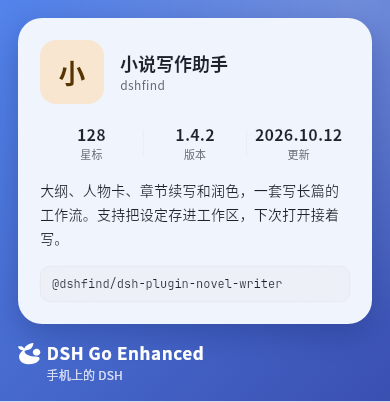 小
小说写作助手
dshfind
128
星标
1.4.2
版本
2026.10.12
更新
大纲、人物卡、章节续写和润色，一套写长篇的
工作流。支持把设定存进工作区，下次打开接着
写。
@dshfind/dsh-plugin-novel-writer
DSH Go Enhanced
手机上的 DSH